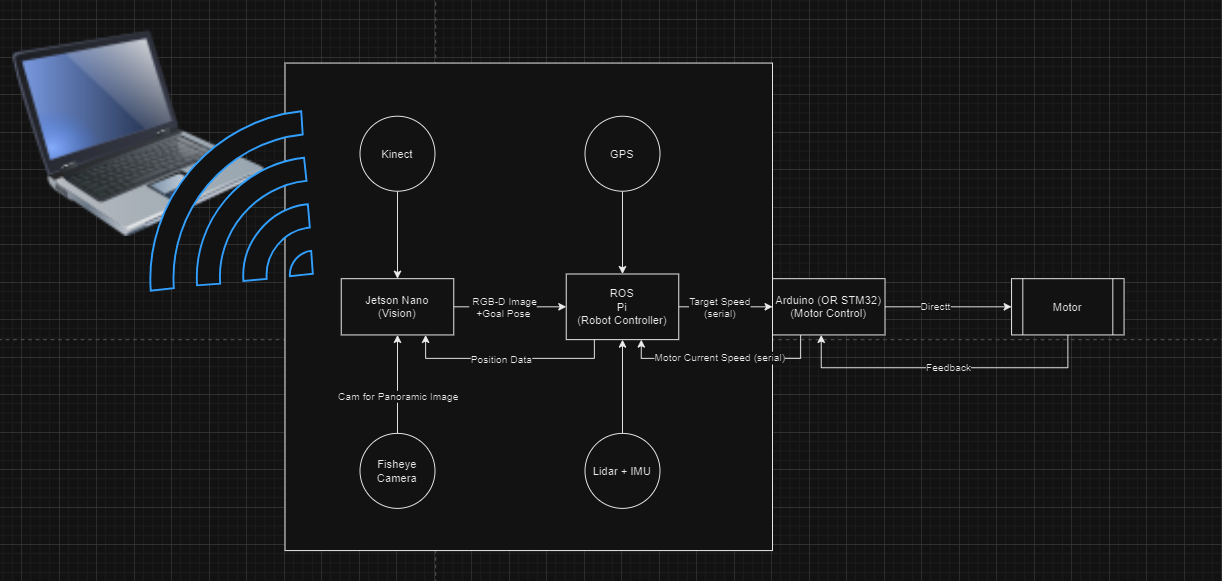 Kinect
GPS
Jetson Nano
(Vision)
RGB-D Image
+Goal Pose
ROS
Pi
(Robot Controller)
Target Speed
(serial)
Arduino (OR STM32)
(Motor Control)
Directt
Motor
Position Data
Motor Current Speed (serial)
Feedback
Cam for Panoramic Image
Fisheye
Camera
Lidar + IMU